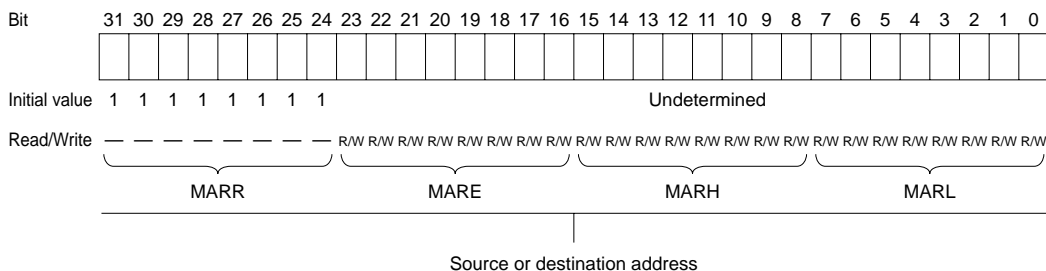 Bit 31 30 29 28 27 26 25 24 23 22 21 20 19 18 17 16 15 14 13 12 11 10 9 8 7 6 5 4 3 2 1 0
Initial value 1 1 1 1 1 1 1 1 Undetermined
Read/Write — — — — — — — — R/W R/W R/W R/W R/W R/W R/W R/W R/W R/W R/W R/W R/W R/W R/W R/W R/W R/W R/W R/W R/W R/W R/W R/W
MARR MARE MARH MARL
Source or destination address